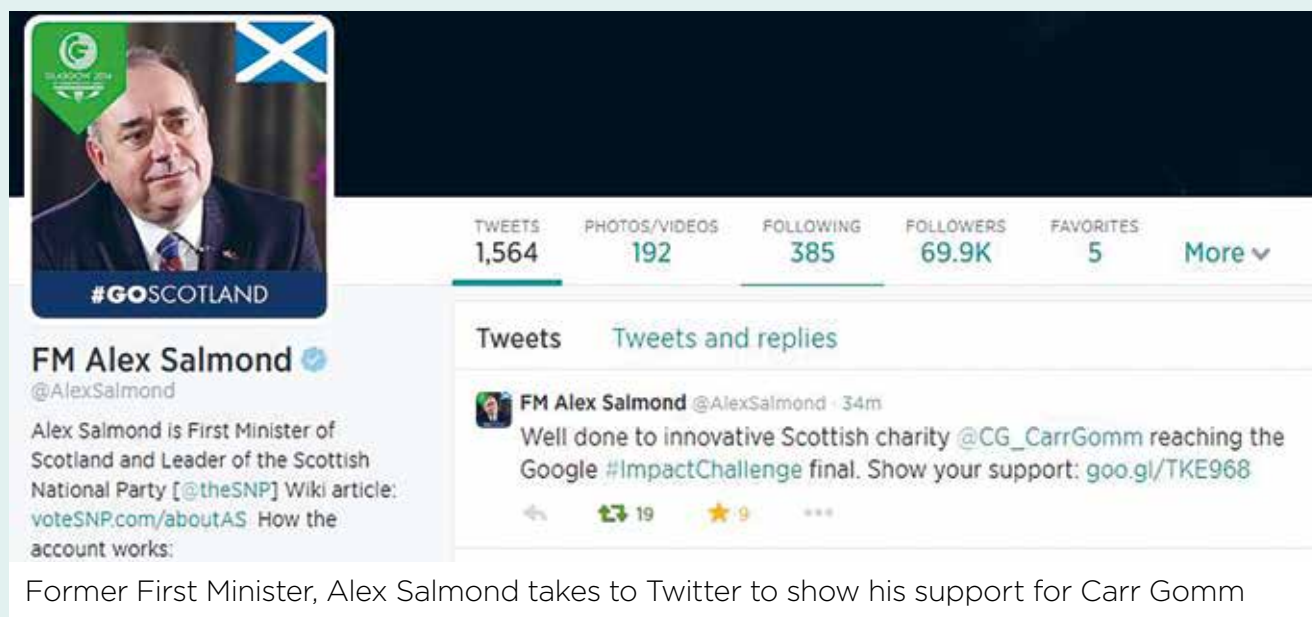 GLASGOW 2014
#GOSCOTLAND
FM Alex Salmond
@AlexSalmond
Alex Salmond is First Minister of
Scotland and Leader of the Scottish
National Party [@theSNP] Wiki article:
voteSNP.com/aboutAS How the
account works:
TWEETS PHOTOS/VIDEOS FOLLOWING FOLLOWERS FAVORITES
1,564 192 385 69.9K 5 More
Tweets Tweets and replies
FM Alex Salmond @AlexSalmond · 34m
Well done to innovative Scottish charity @CG_CarrGomm reaching the
Google #ImpactChallenge final. Show your support: goo.gl/TKE968
19 9
Former First Minister, Alex Salmond takes to Twitter to show his support for Carr Gomm